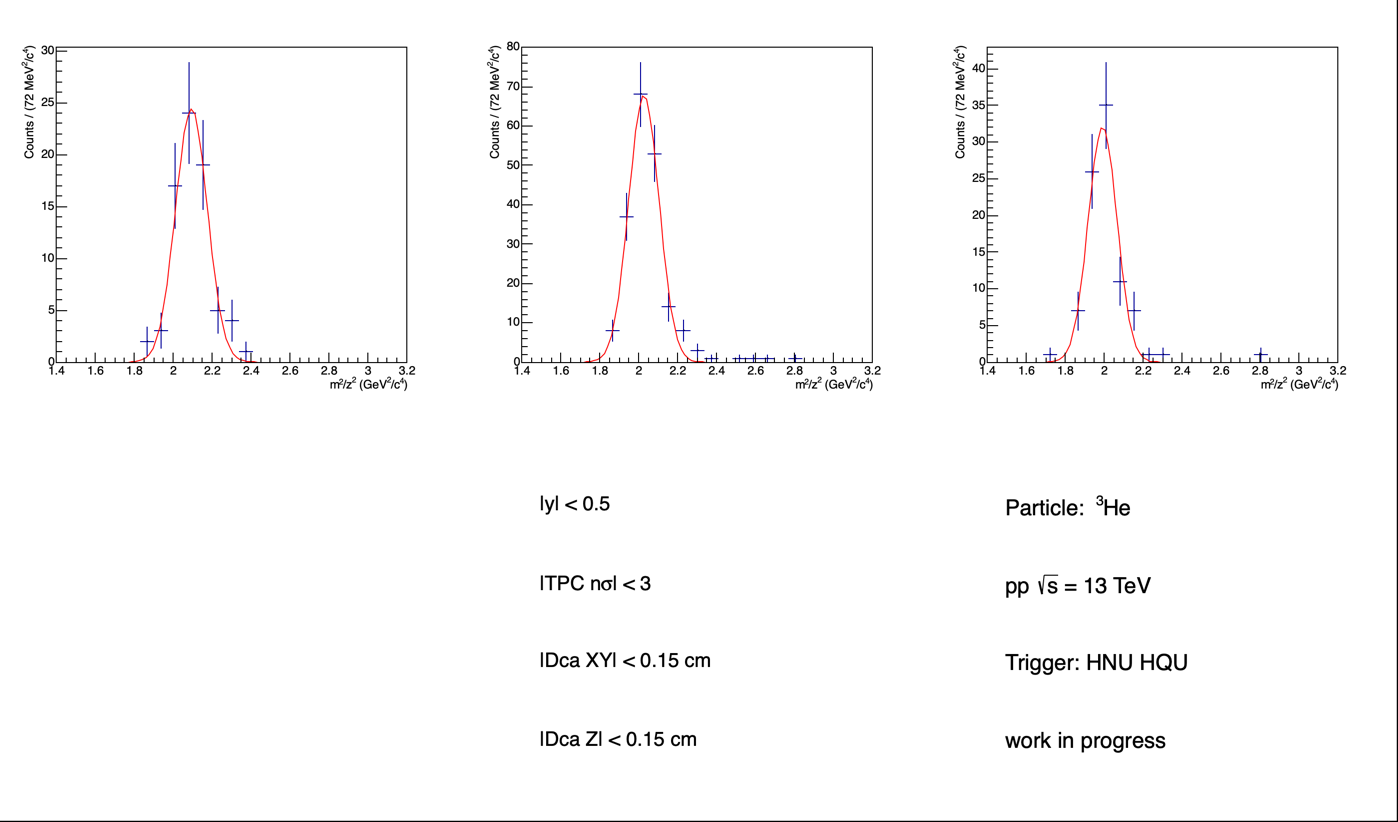 Counts / (72 MeV²/c⁴)
30
25
20
15
10
5
0
1.4 1.6 1.8 2 2.2 2.4 2.6 2.8 3 3.2
m²/z² (GeV²/c⁴)
Counts / (72 MeV²/c⁴)
80
70
60
50
40
30
20
10
0
1.4 1.6 1.8 2 2.2 2.4 2.6 2.8 3 3.2
m²/z² (GeV²/c⁴)
Counts / (72 MeV²/c⁴)
40
35
30
25
20
15
10
5
0
1.4 1.6 1.8 2 2.2 2.4 2.6 2.8 3 3.2
m²/z² (GeV²/c⁴)
|y| < 0.5
|TPC nσ| < 3
|Dca XY| < 0.15 cm
|Dca Z| < 0.15 cm
Particle: ³He
pp √s = 13 TeV
Trigger: HNU HQU
work in progress